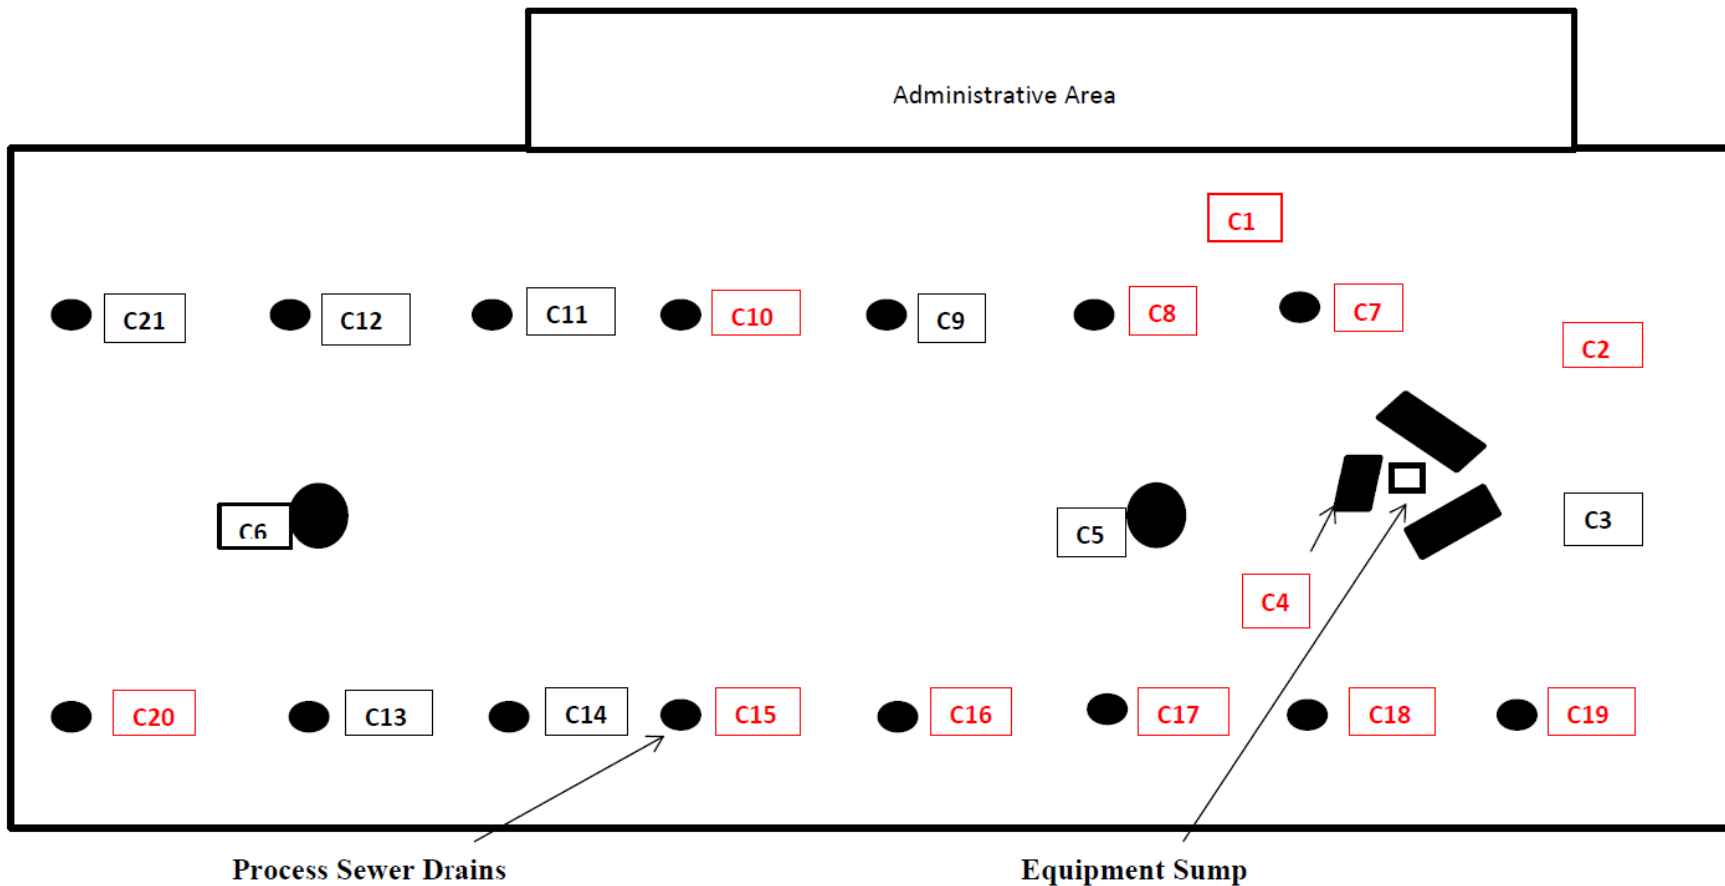 Administrative Area
C1
C21
C12
C11
C10
C9
C8
C7
C2
C6
C5
C3
C4
C20
C13
C14
C15
C16
C17
C18
C19
Process Sewer Drains
Equipment Sump